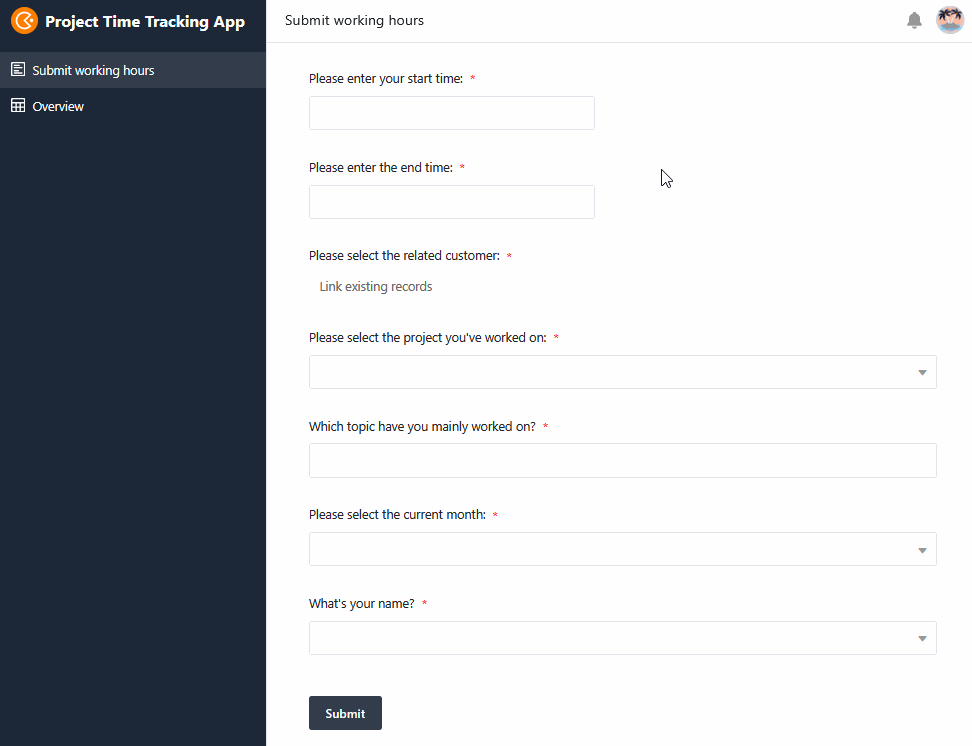 Project Time Tracking App
Submit working hours
Submit working hours
Overview
Please enter your start time: *
Please enter the end time: *
Please select the related customer: *
Link existing records
Please select the project you've worked on: *
Which topic have you mainly worked on? *
Please select the current month: *
What's your name? *
Submit